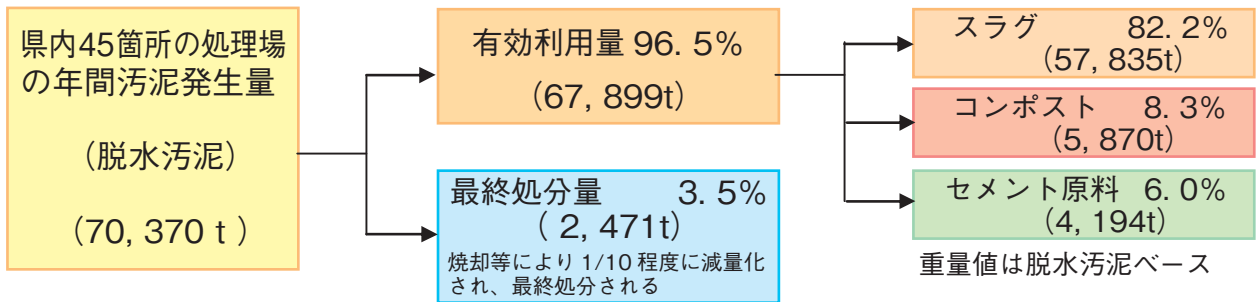 県内45箇所の処理場
の年間汚泥発生量
(脱水汚泥)
(70, 370 t )
有効利用量 96. 5%
(67, 899t)
最終処分量 3. 5%
( 2, 471t)
焼却等により 1/10 程度に減量化
され、最終処分される
スラグ 82. 2%
(57, 835t)
コンポスト 8. 3%
(5, 870t)
セメント原料 6. 0%
(4, 194t)
重量値は脱水汚泥ベース